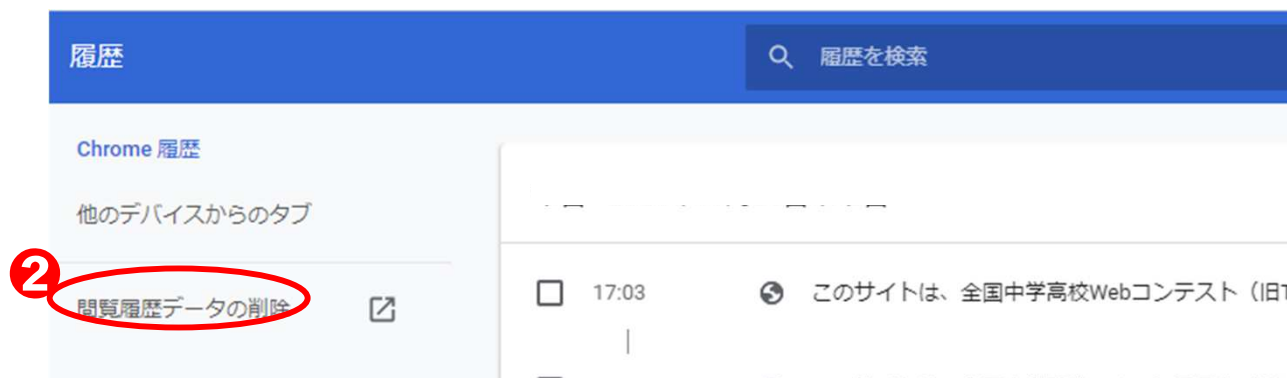 履歴
履歴を検索
Chrome 履歴
他のデバイスからのタブ
2
閲覧履歴データの削除
17:03 このサイトは、全国中学高校Webコンテスト（旧T